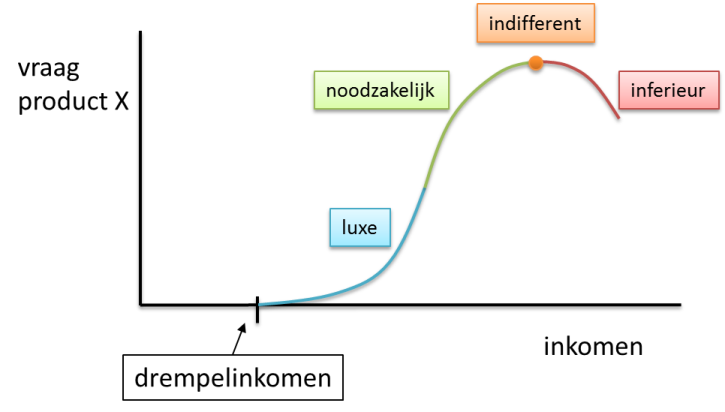 indifferent
vraag
product X
noodzakelijk
inferieur
luxe
inkomen
drempelinkomen